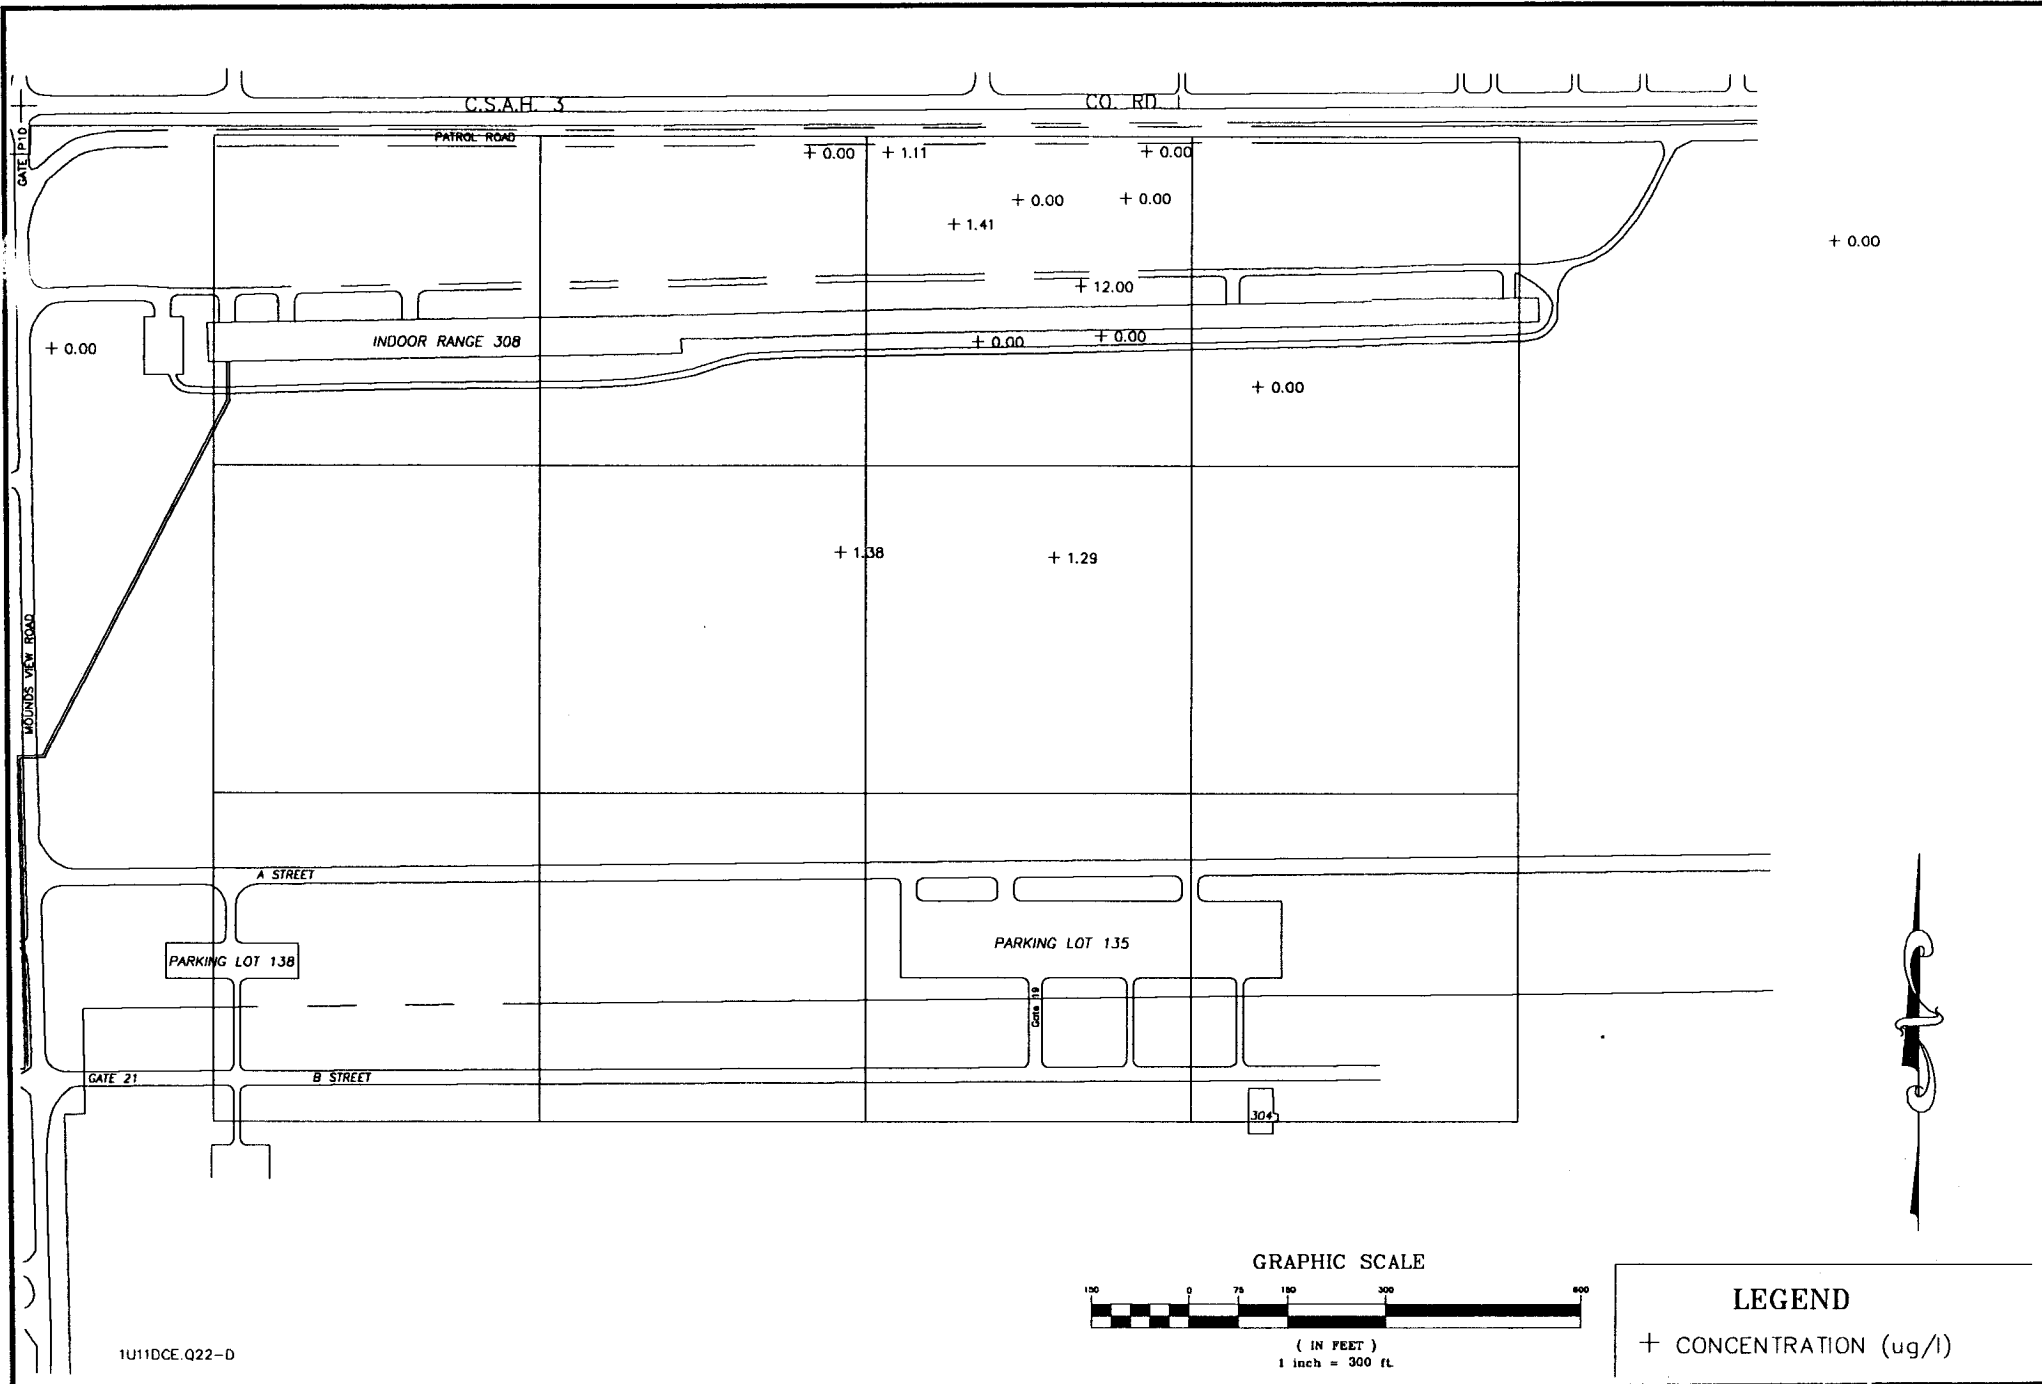 C.S.A.H. 3
CO. RD. I
GATE P11D
PATROL ROAD
+ 0.00
+ 1.11
+ 0.00
+ 0.00
+ 0.00
+ 1.41
+ 0.00
+ 12.00
INDOOR RANGE 308
+ 0.00
+ 0.00
+ 0.00
+ 0.00
+ 1.38
+ 1.29
MOUNDS VIEW ROAD
A STREET
PARKING LOT 135
PARKING LOT 138
Gate 19
GATE 21
B STREET
304
GRAPHIC SCALE
150 0 75 150 300 600
( IN FEET )
1 inch = 300 ft.
LEGEND
+ CONCENTRATION (ug/l)
1U11DCE.Q22-D